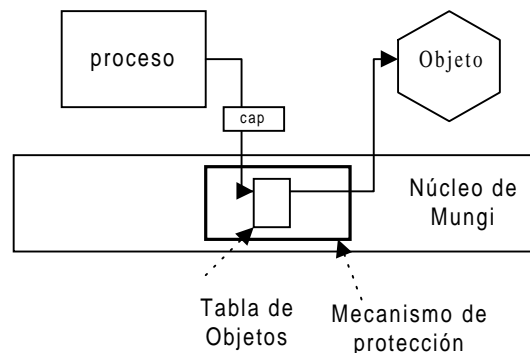 proceso
Objeto
cap
Núcleo de
Mungi
Tabla de
Objetos
Mecanismo de
protección